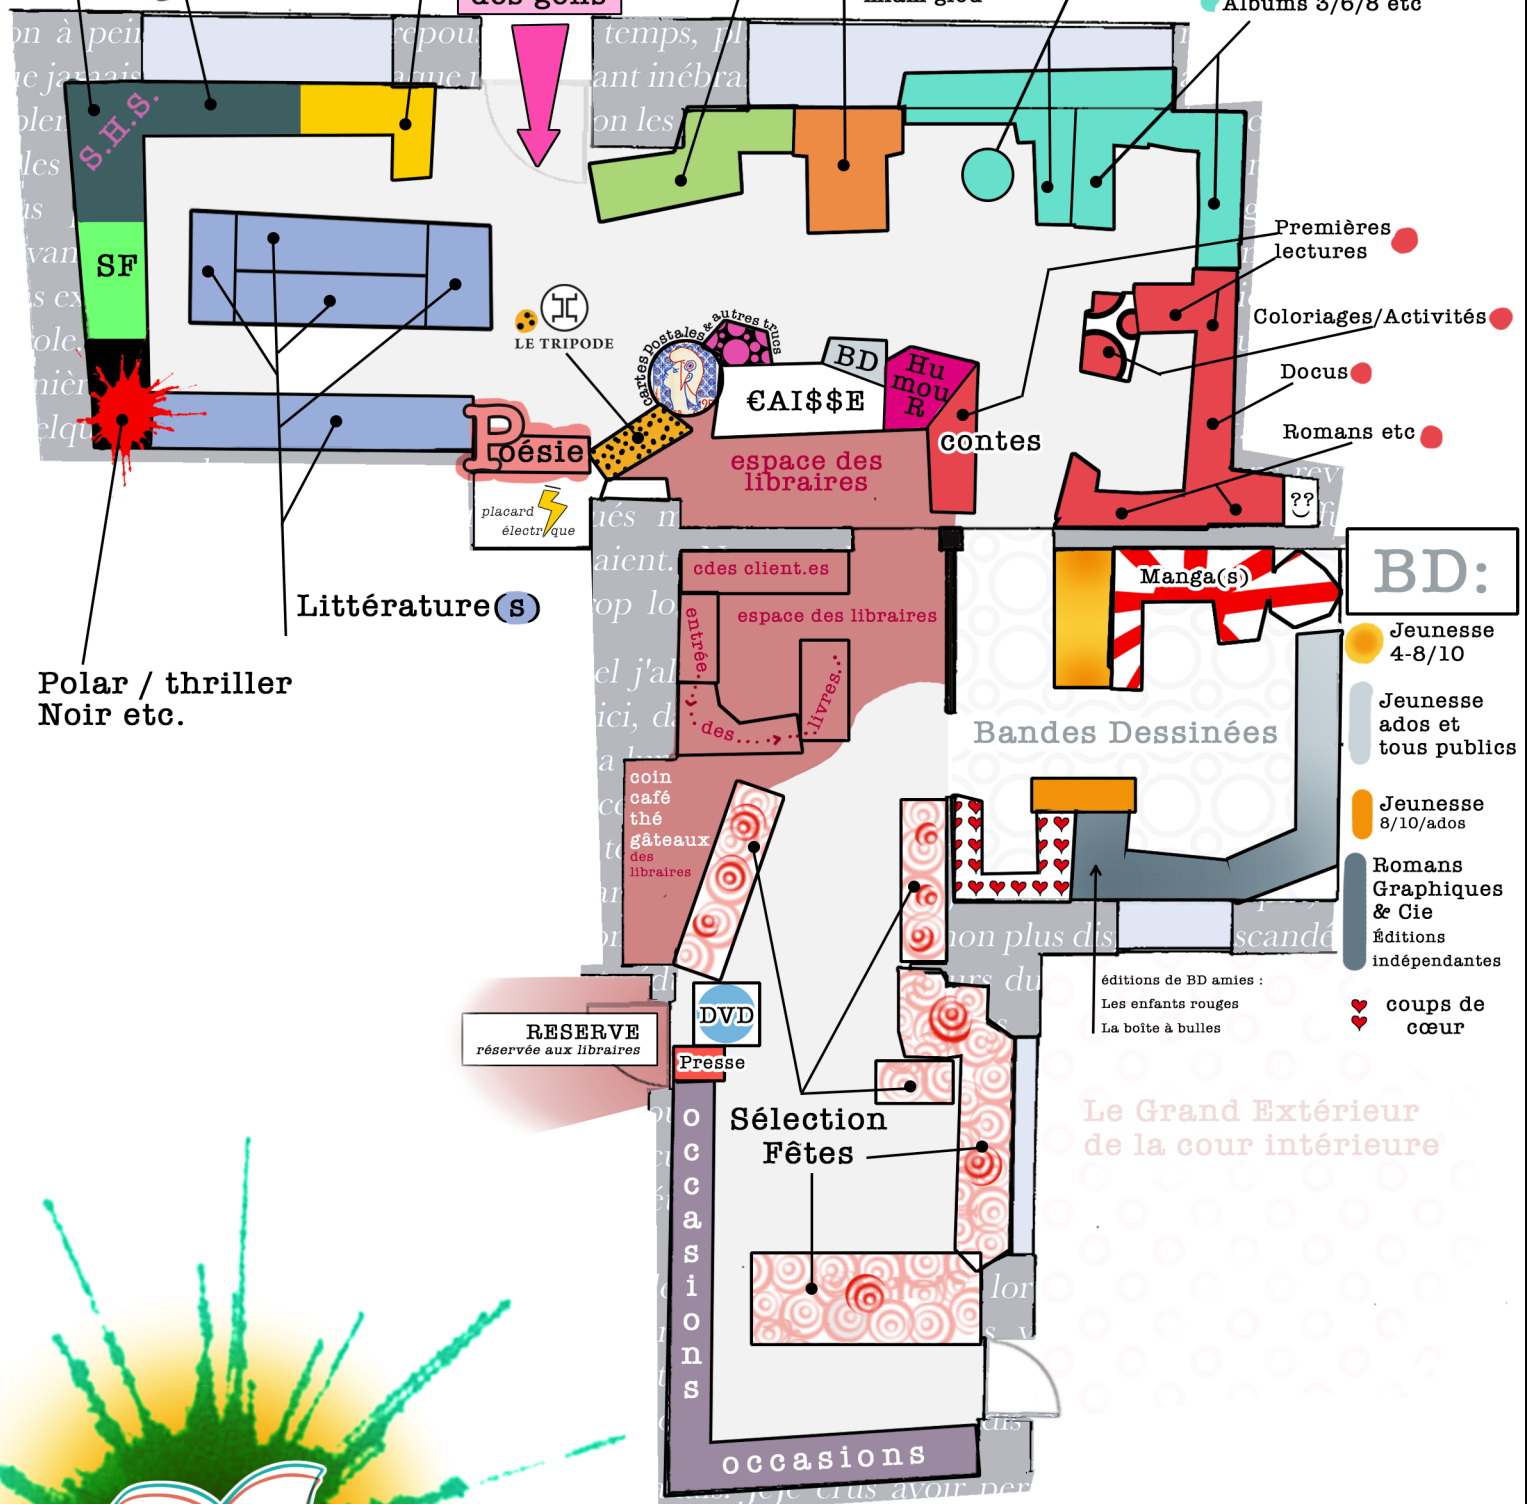 des gens
Albums 3/6/8 etc
S.H.S.
SF
LE TRIPODE
cartes postales & autres trucs
BD
HumouR
€AI$$E
contes
espace des
libraires
Poésie
placard
électrique
Premières
lectures
Coloriages/Activités
Docus
Romans etc
??
Littérature(s)
Polar / thriller
Noir etc.
cdes client.es
espace des libraires
entrée
des
livres
coin
café
thé
gâteaux
des
libraires
Manga(s)
Bandes Dessinées
BD:
Jeunesse
4-8/10
Jeunesse
ados et
tous publics
Jeunesse
8/10/ados
Romans
Graphiques
& Cie
Éditions
indépendantes
coups de
cœur
éditions de BD amies :
Les enfants rouges
La boîte à bulles
RESERVE
réservée aux libraires
DVD
Presse
Sélection
Fêtes
occasions
occasions
Le Grand Extérieur
de la cour intérieure